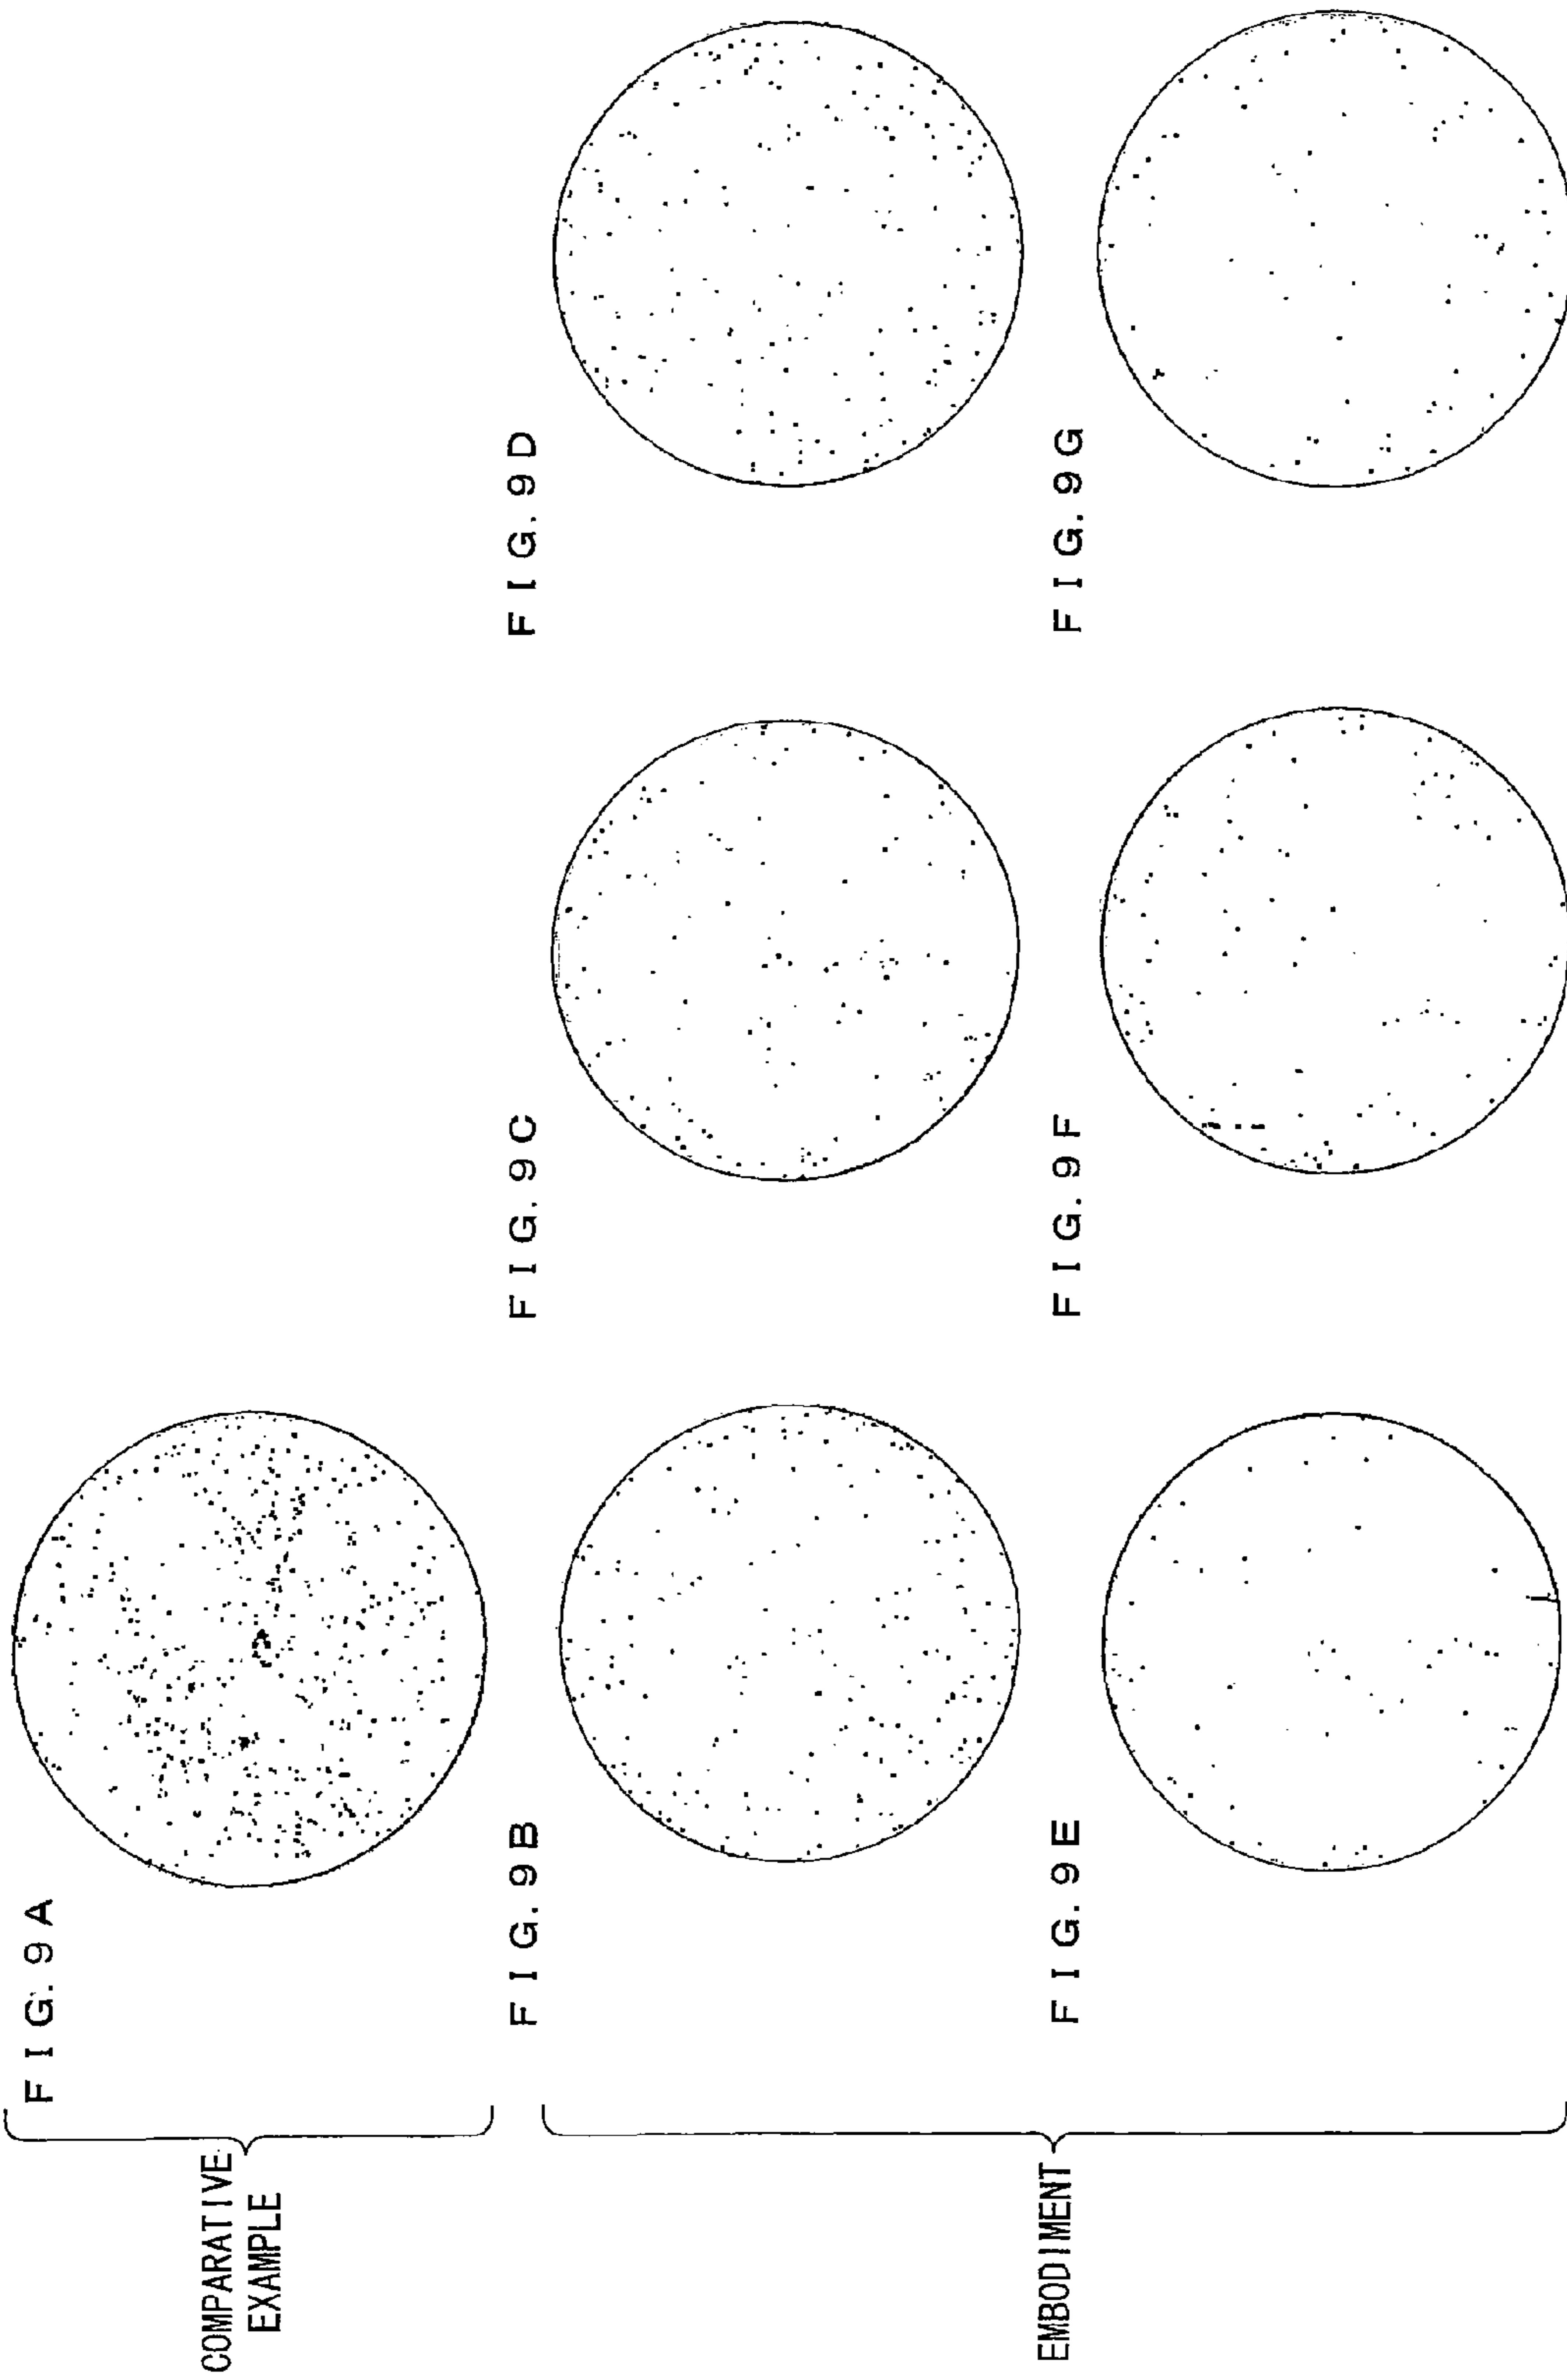 COMPARATIVE
EXAMPLE
FIG. 9A
EMBODIMENT
FIG. 9B
FIG. 9C
FIG. 9D
FIG. 9E
FIG. 9F
FIG. 9G